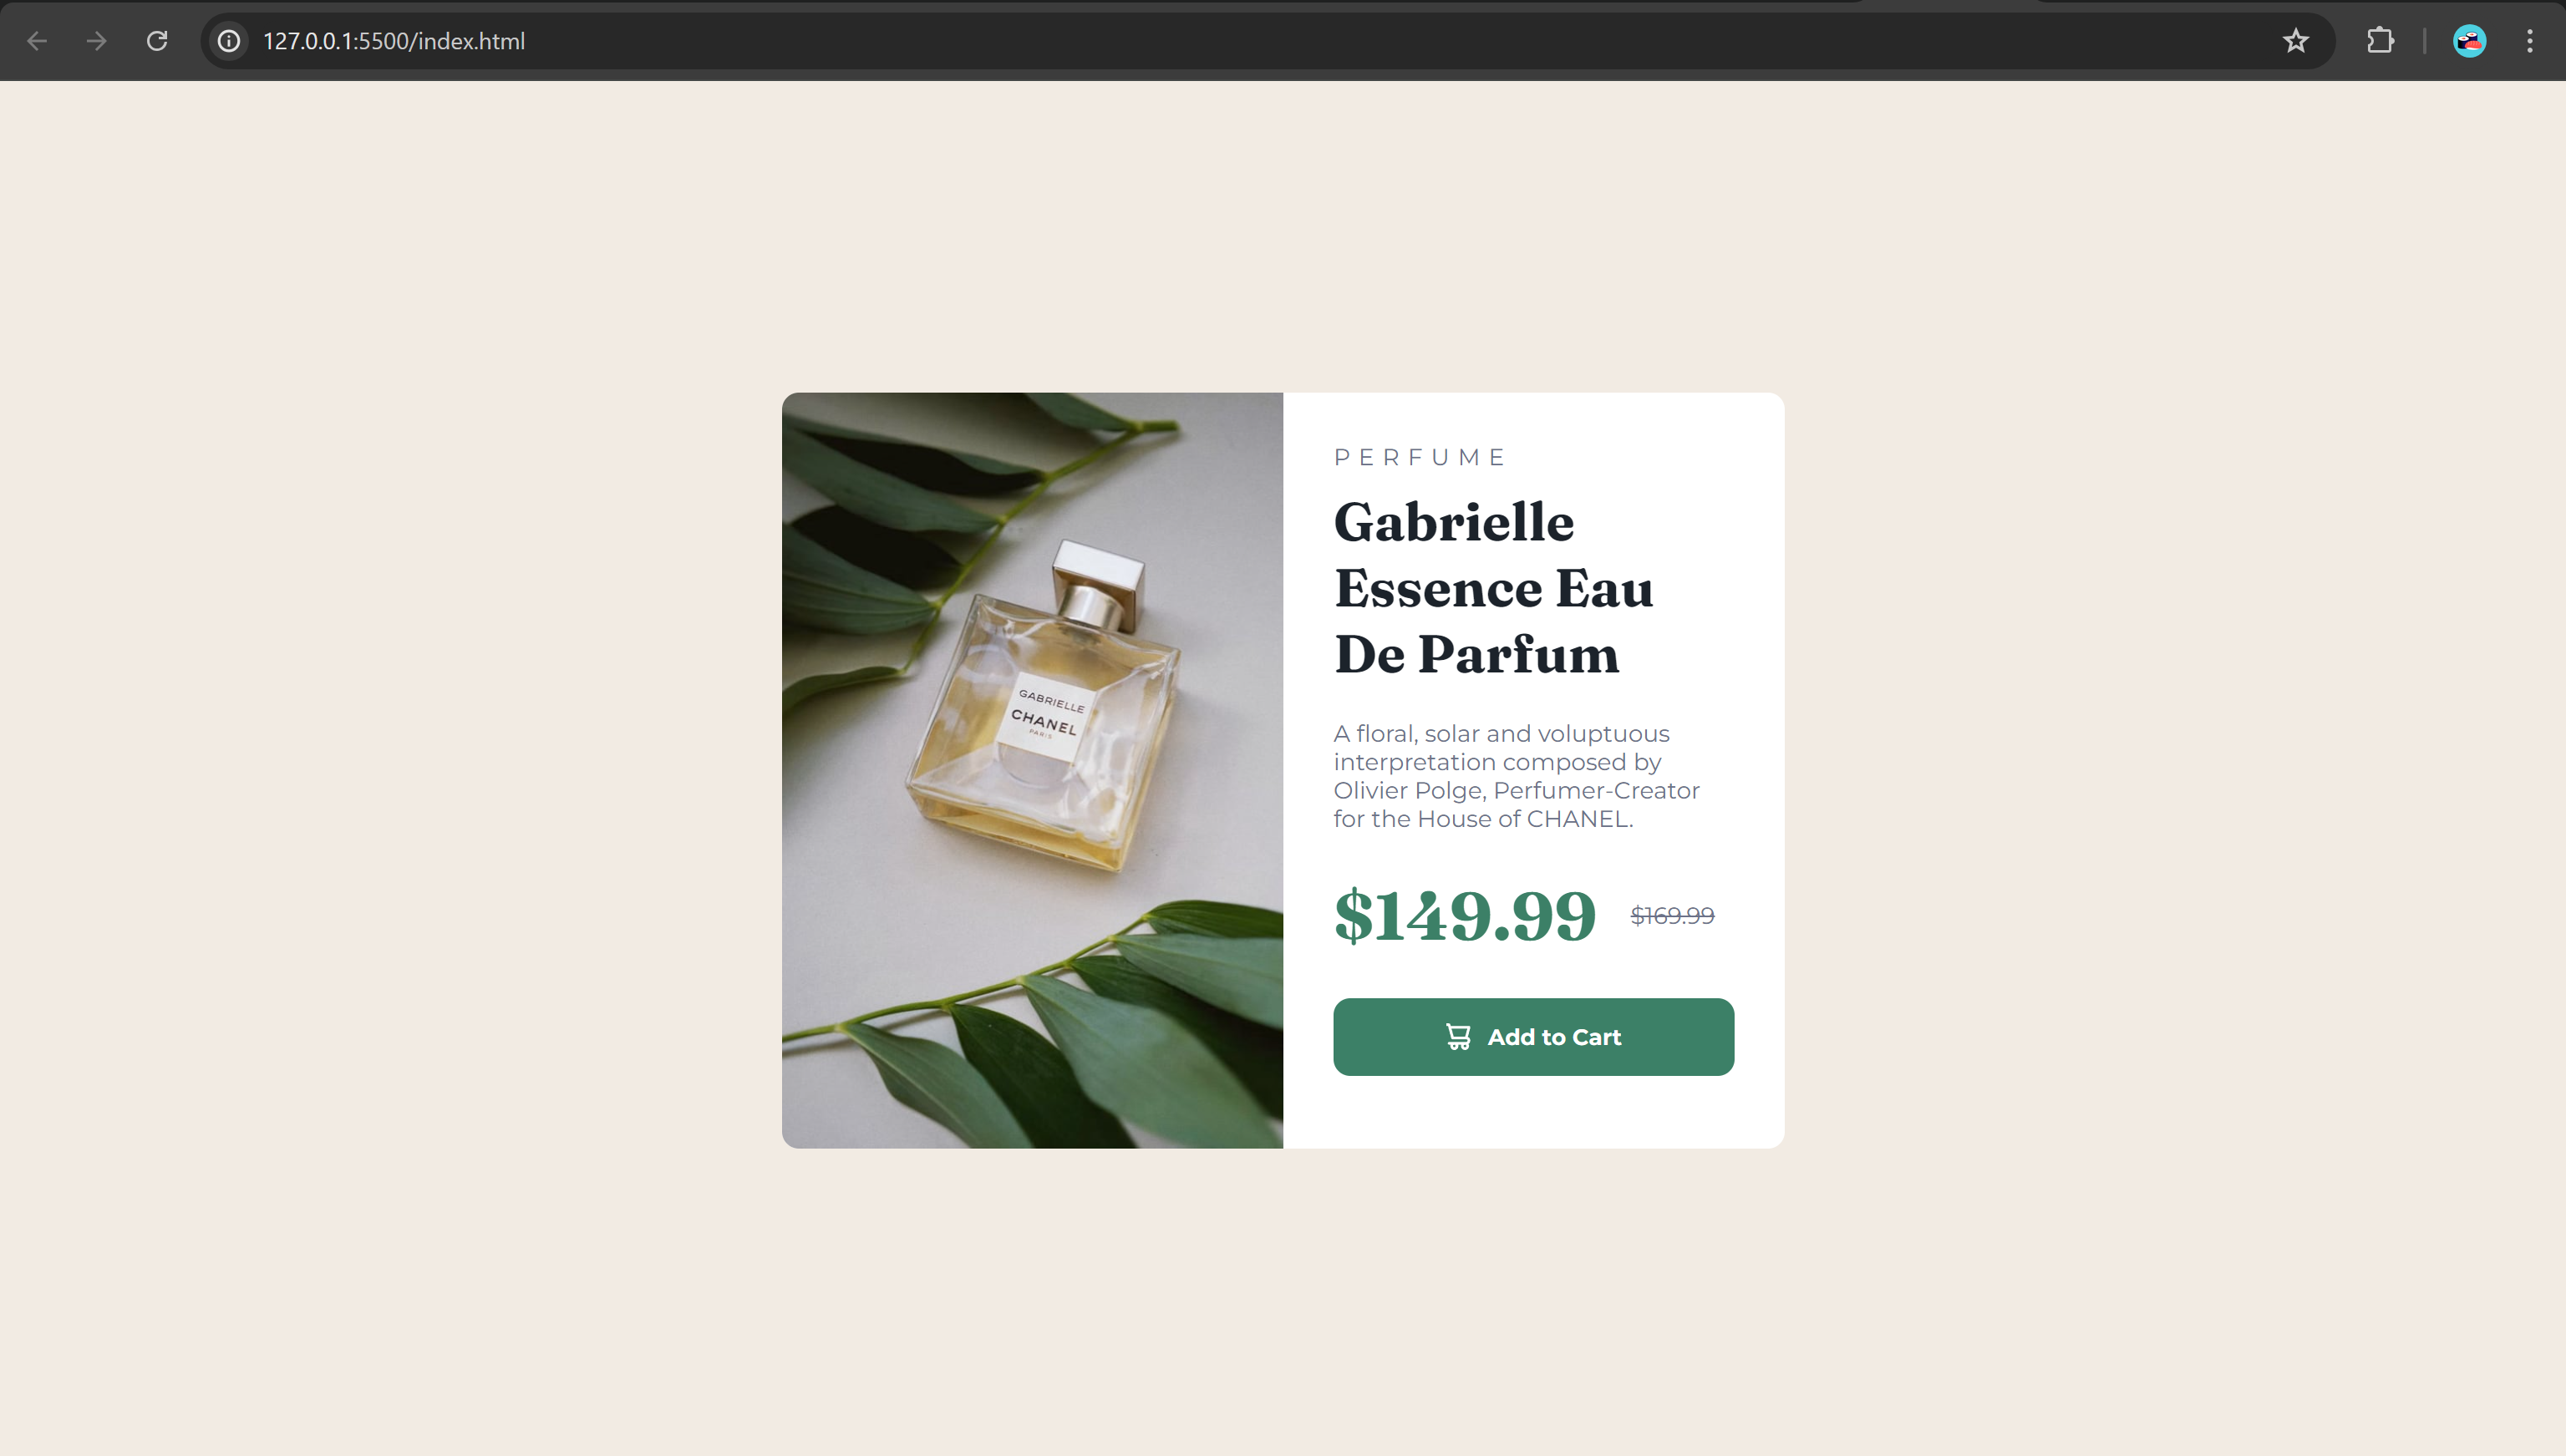 127.0.0.1:5500/index.html
GABRIELLE
CHANEL
PARIS
PERFUME
Gabrielle
Essence Eau
De Parfum
A floral, solar and voluptuous
interpretation composed by
Olivier Polge, Perfumer-Creator
for the House of CHANEL.
$149.99 $169.99
Add to Cart